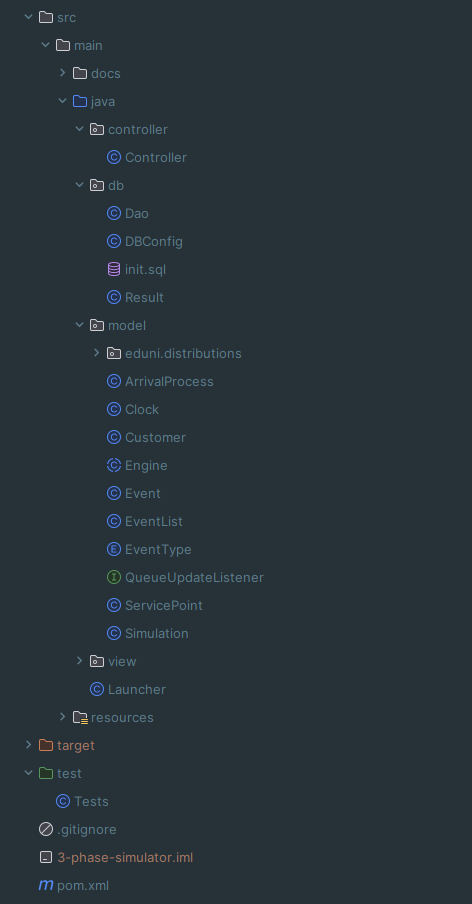 src
main
docs
java
controller
Controller
db
Dao
DBConfig
init.sql
Result
model
eduni.distributions
ArrivalProcess
Clock
Customer
Engine
Event
EventList
EventType
QueueUpdateListener
ServicePoint
Simulation
view
Launcher
resources
target
test
Tests
.gitignore
3-phase-simulator.iml
pom.xml